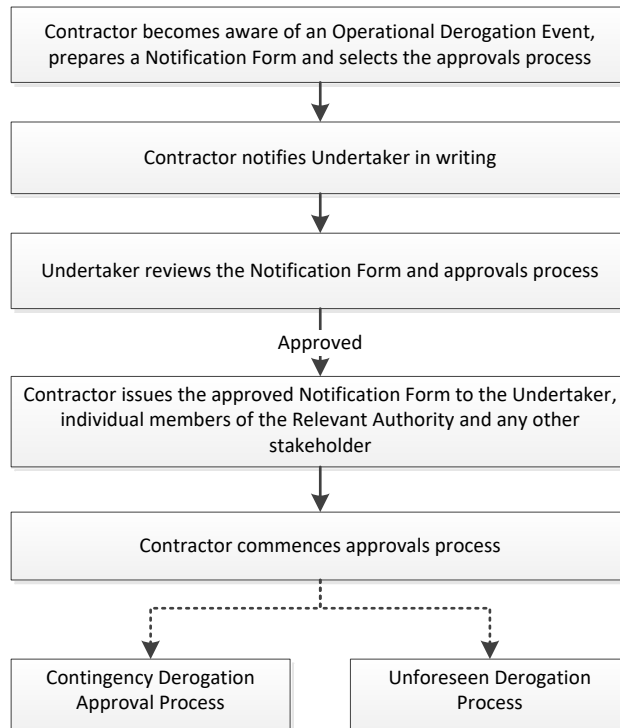 Contractor becomes aware of an Operational Derogation Event,
prepares a Notification Form and selects the approvals process
Contractor notifies Undertaker in writing
Undertaker reviews the Notification Form and approvals process
Approved
Contractor issues the approved Notification Form to the Undertaker,
individual members of the Relevant Authority and any other
stakeholder
Contractor commences approvals process
Contingency Derogation
Approval Process
Unforeseen Derogation
Process